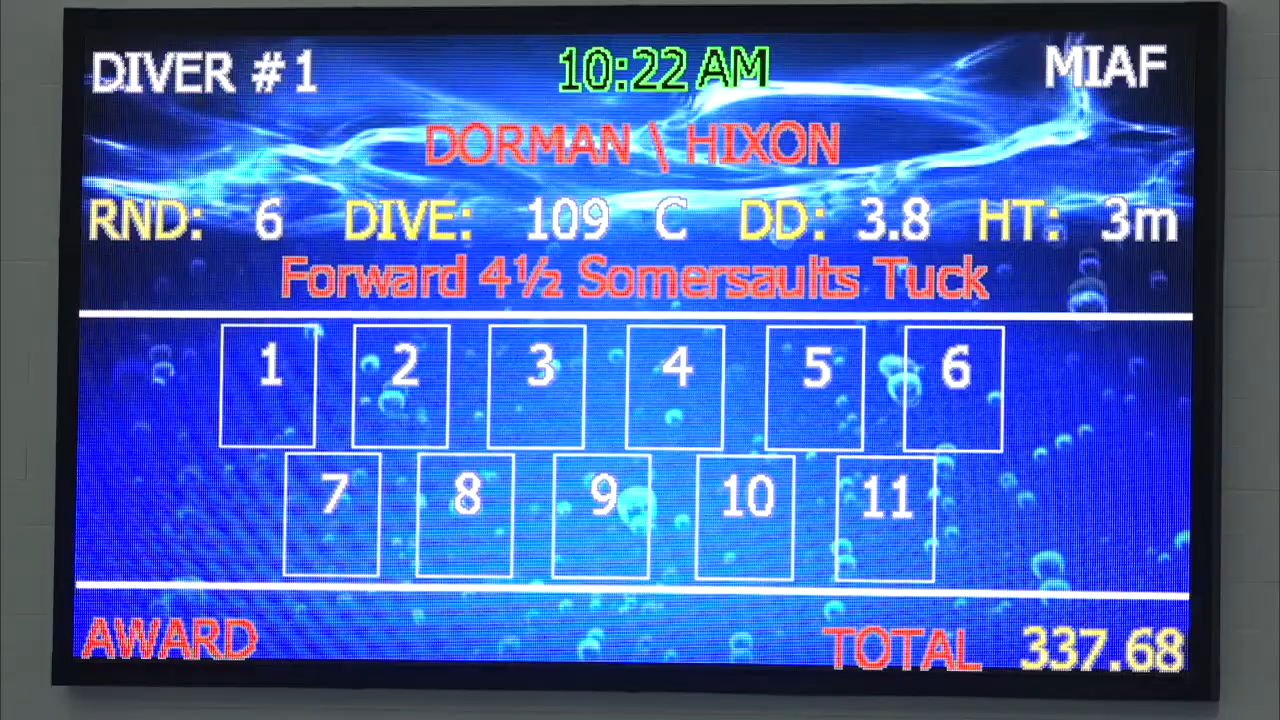 DIVER #1 10:22 AM MIAF
DORMAN \ HIXON
RND: 6 DIVE: 109 C DD: 3.8 HT: 3m
Forward 4½ Somersaults Tuck
1 2 3 4 5 6
7 8 9 10 11
AWARD TOTAL 337.68